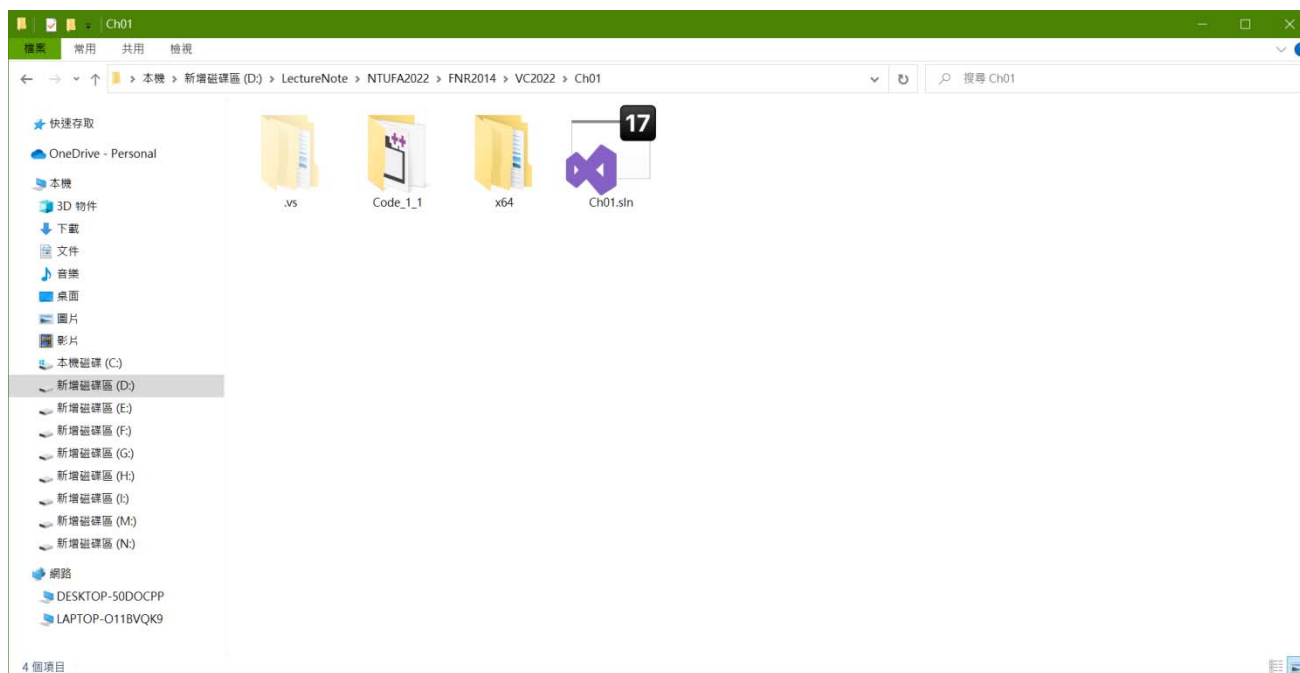 Ch01
檔案 常用 共用 檢視
本機 > 新增磁碟區 (D:) > LectureNote > NTUFA2022 > FNR2014 > VC2022 > Ch01
搜尋 Ch01
快速存取
OneDrive - Personal
本機
3D 物件
下載
文件
音樂
桌面
圖片
影片
本機磁碟 (C:)
新增磁碟區 (D:)
新增磁碟區 (E:)
新增磁碟區 (F:)
新增磁碟區 (G:)
新增磁碟區 (H:)
新增磁碟區 (I:)
新增磁碟區 (M:)
新增磁碟區 (N:)
網路
DESKTOP-50DOCPP
LAPTOP-O11BVQK9
17
++
.vs Code_1_1 x64 Ch01.sln
4 個項目